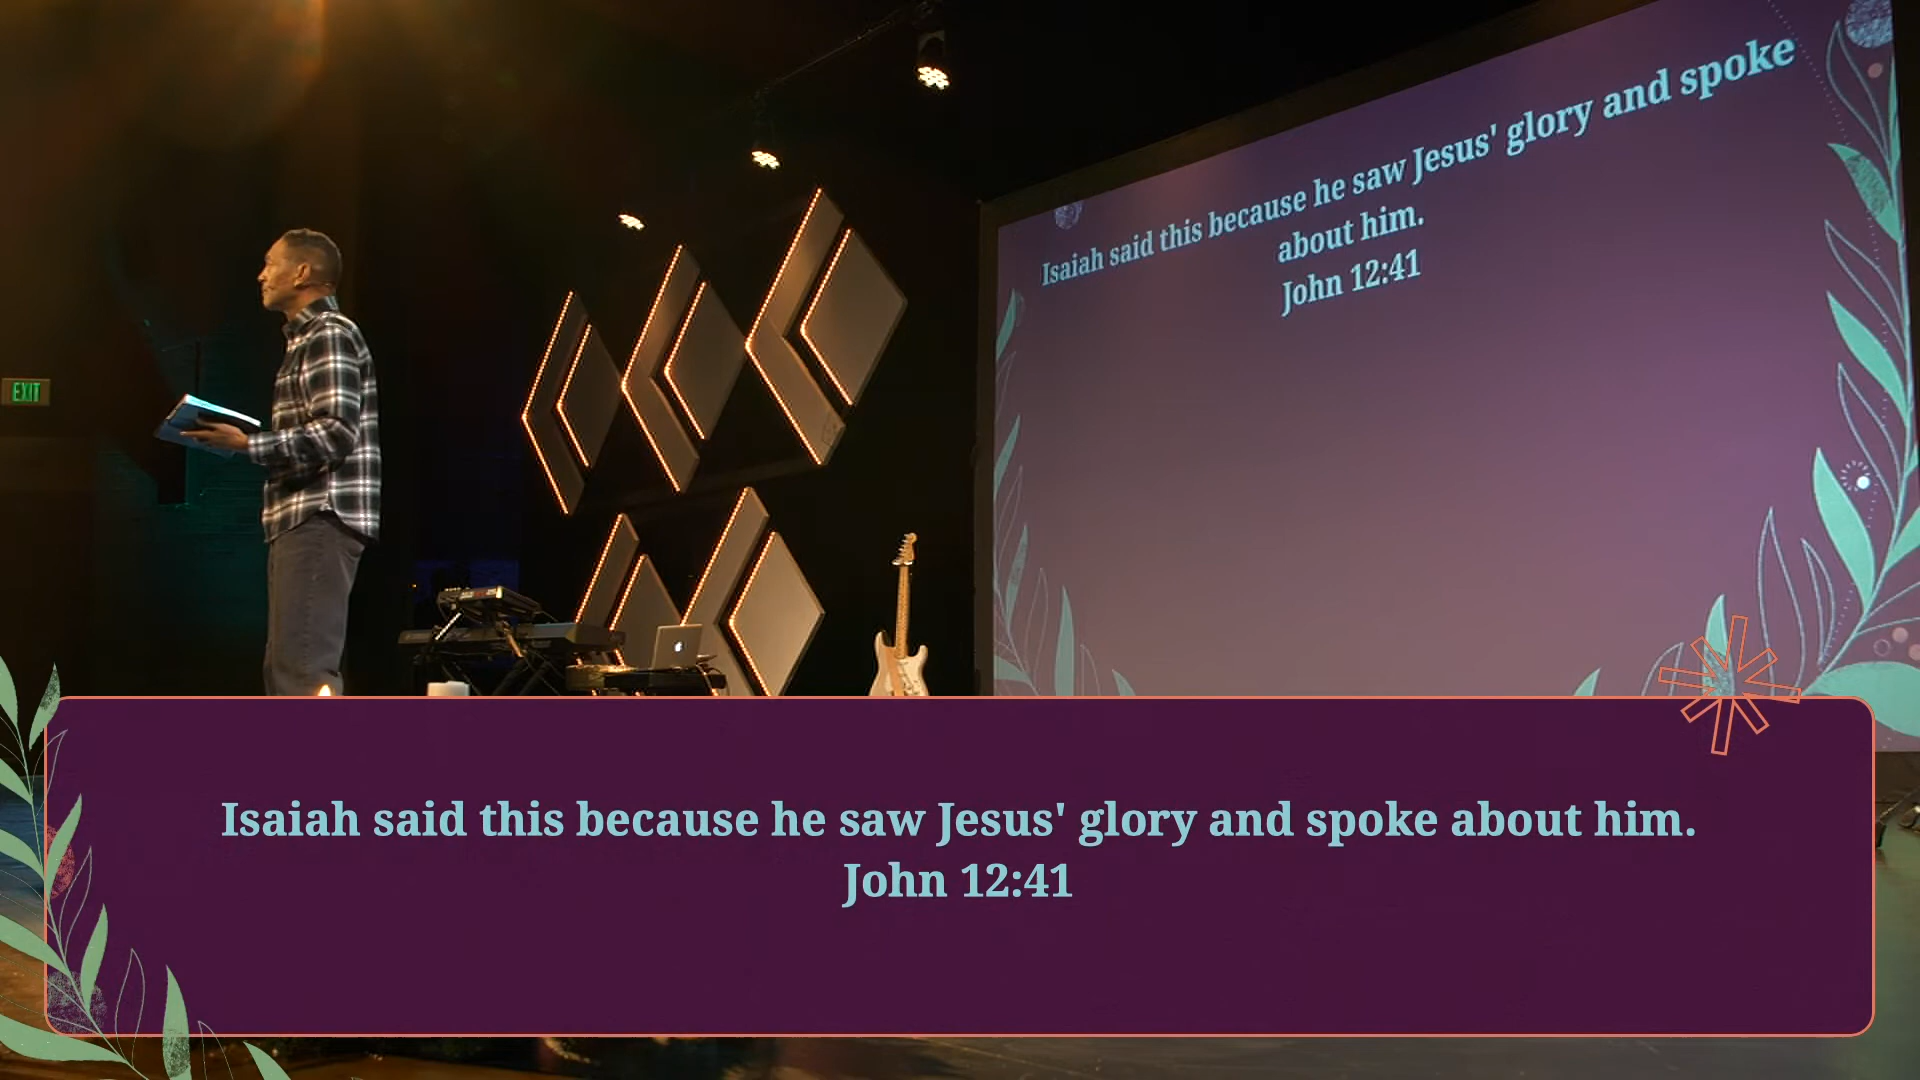 EXIT
Isaiah said this because he saw Jesus' glory and spoke
about him.
John 12:41
Isaiah said this because he saw Jesus' glory and spoke about him.
John 12:41